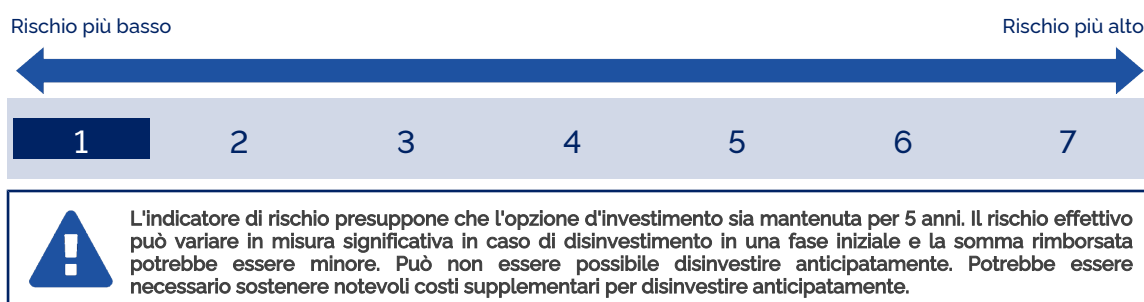 Rischio più basso Rischio più alto
1 2 3 4 5 6 7
L'indicatore di rischio presuppone che l'opzione d'investimento sia mantenuta per 5 anni. Il rischio effettivo
può variare in misura significativa in caso di disinvestimento in una fase iniziale e la somma rimborsata
potrebbe essere minore. Può non essere possibile disinvestire anticipatamente. Potrebbe essere
necessario sostenere notevoli costi supplementari per disinvestire anticipatamente.